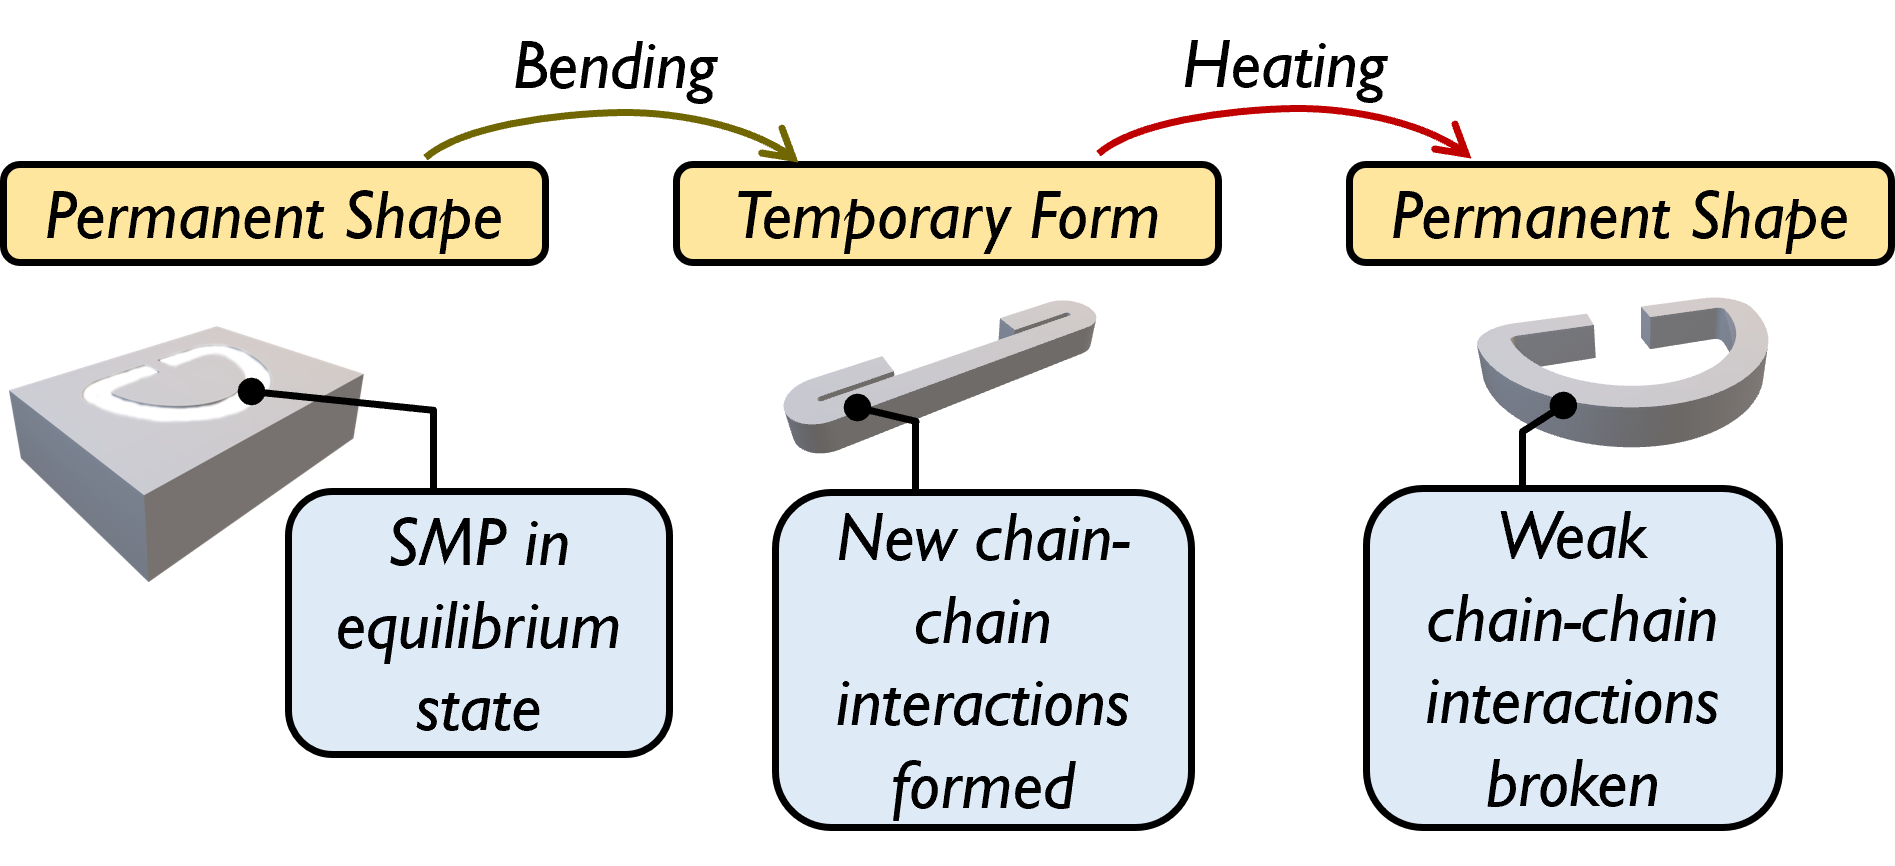 Bending
Heating
Permanent Shape
Temporary Form
Permanent Shape
SMP in
equilibrium
state
New chain-
chain
interactions
formed
Weak
chain-chain
interactions
broken